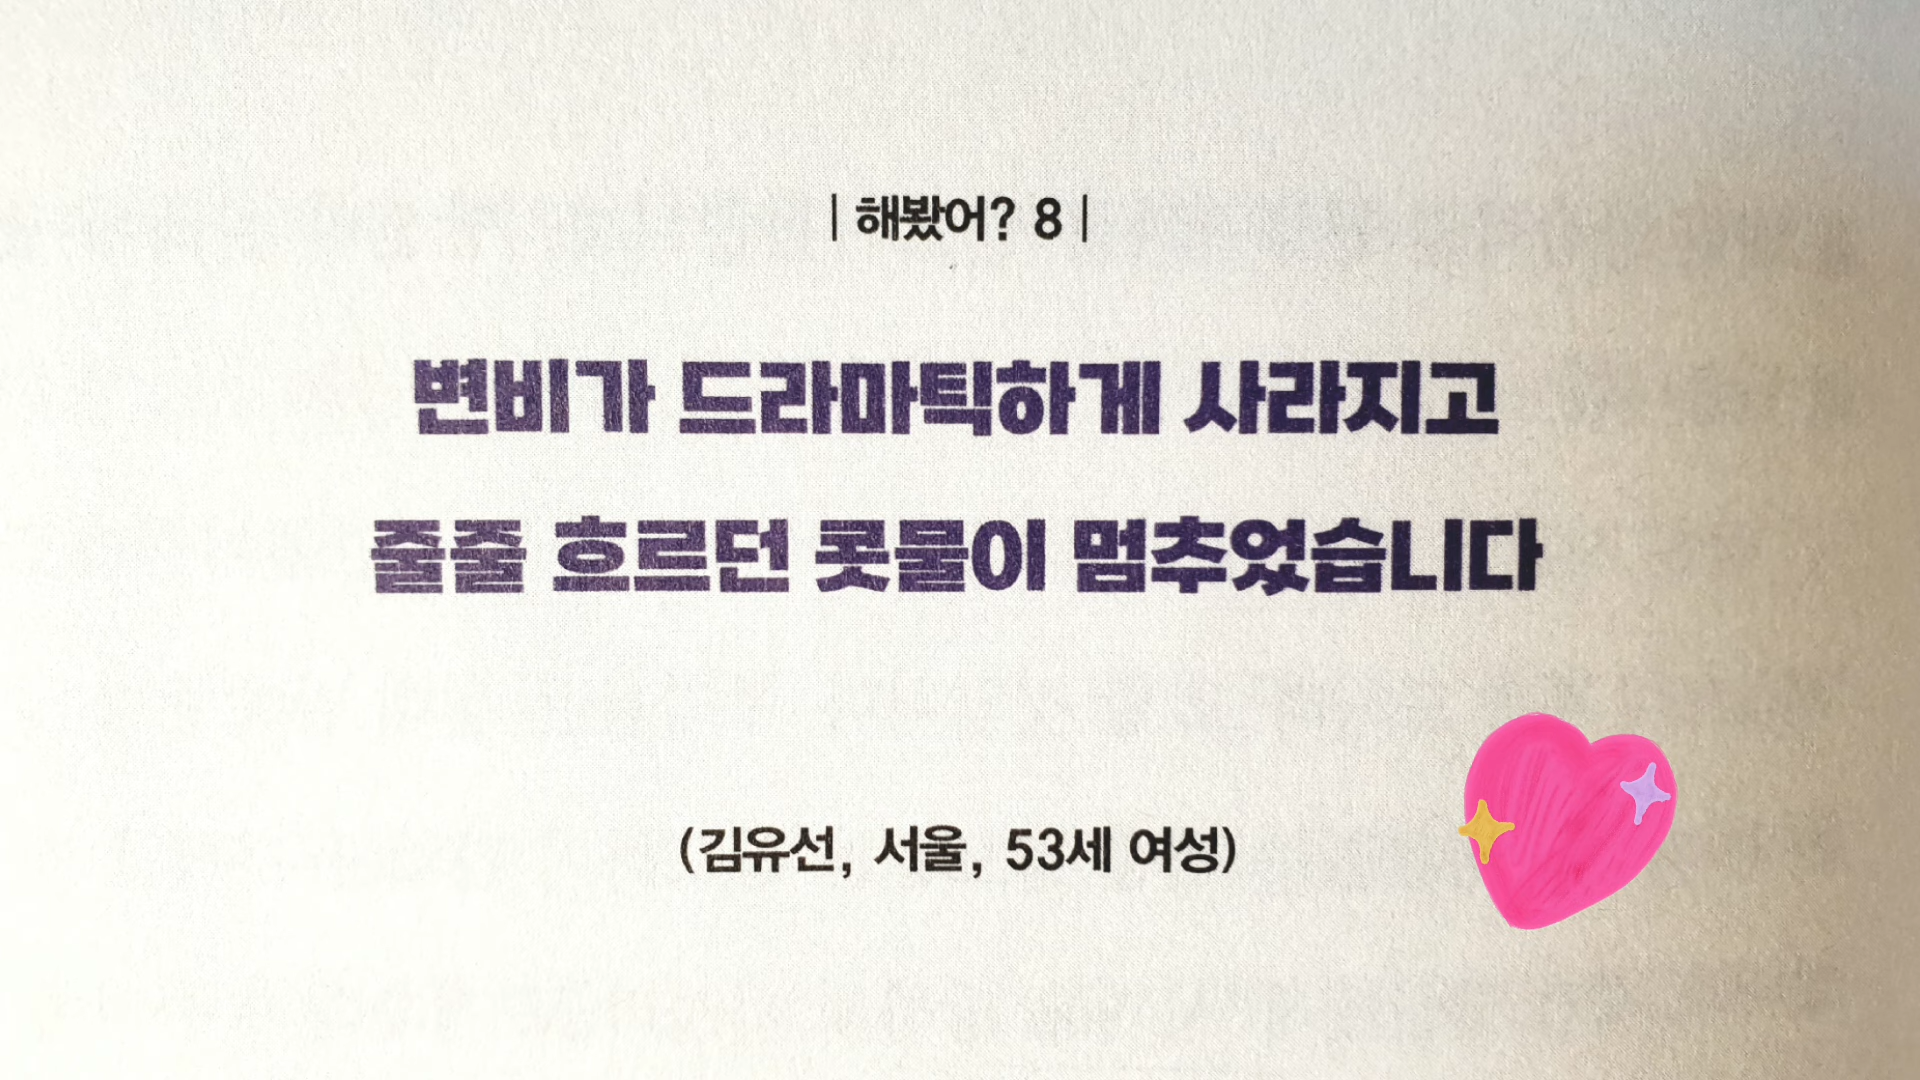 | 해봤어? 8 |
변비가 드라마틱하게 사라지고
줄줄 흐르던 콧물이 멈추었습니다
(김유선, 서울, 53세 여성)